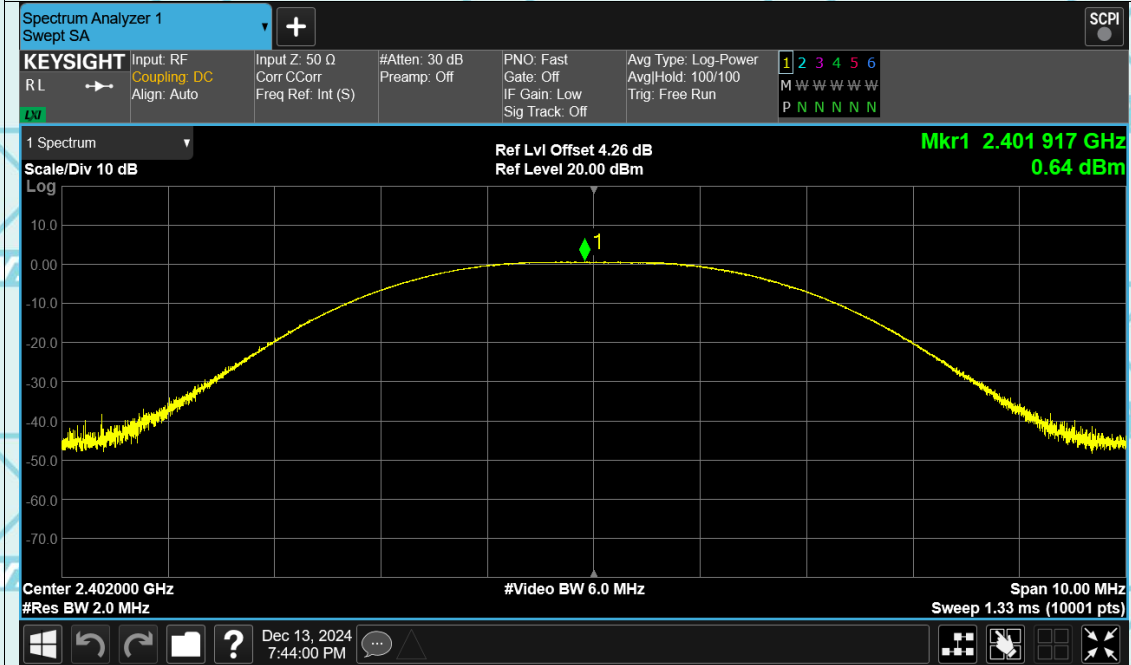 Spectrum Analyzer 1
Swept SA
+
SCPI
KEYSIGHT
R L
LXI
Input: RF
Coupling: DC
Align: Auto
Input Z: 50 Ω
Corr CCorr
Freq Ref: Int (S)
#Atten: 30 dB
Preamp: Off
PNO: Fast
Gate: Off
IF Gain: Low
Sig Track: Off
Avg Type: Log-Power
Avg|Hold: 100/100
Trig: Free Run
1 2 3 4 5 6
M W W W W W
P N N N N N
1 Spectrum
Scale/Div 10 dB
Log
Ref Lvl Offset 4.26 dB
Ref Level 20.00 dBm
Mkr1 2.401 917 GHz
0.64 dBm
1
10.0
0.00
-10.0
-20.0
-30.0
-40.0
-50.0
-60.0
-70.0
Center 2.402000 GHz
#Res BW 2.0 MHz
#Video BW 6.0 MHz
Span 10.00 MHz
Sweep 1.33 ms (10001 pts)
?
Dec 13, 2024
7:44:00 PM